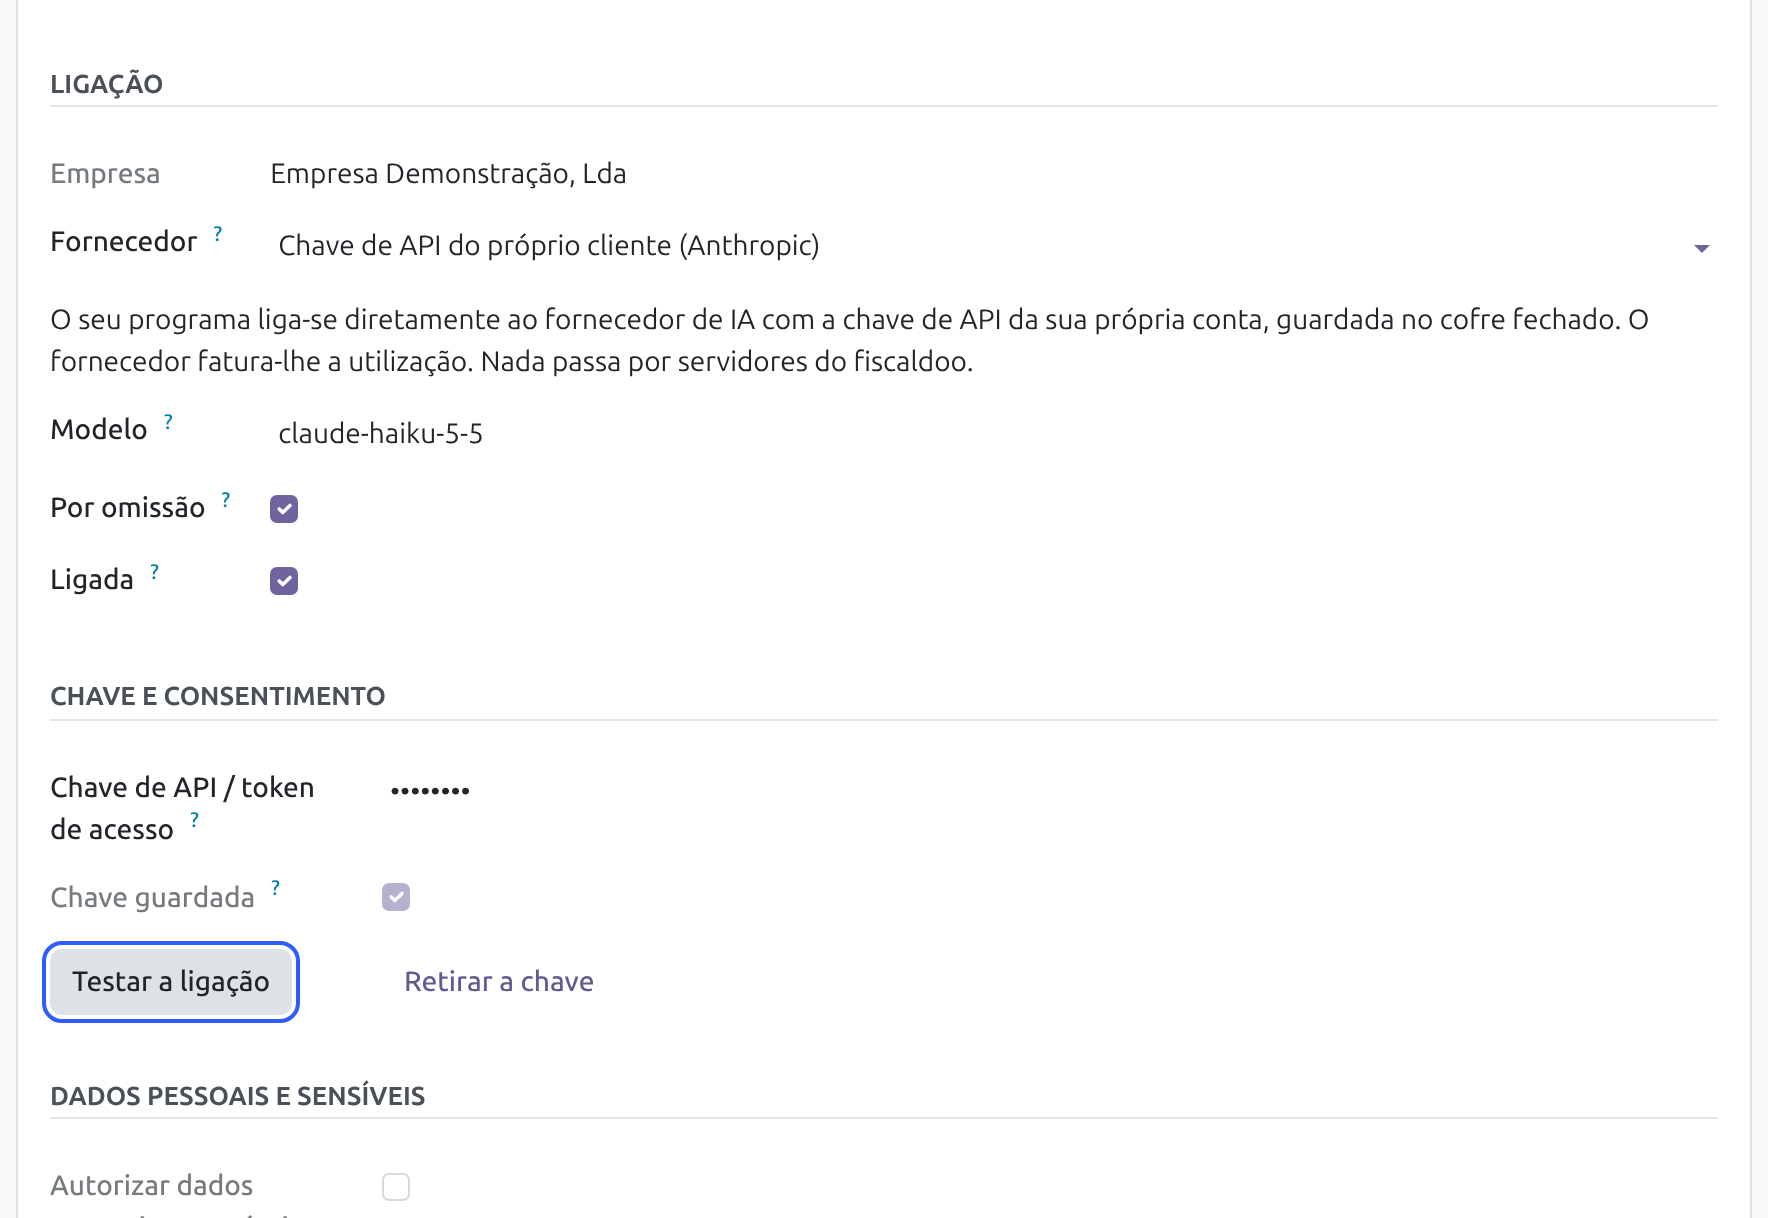 LIGAÇÃO
Empresa Empresa Demonstração, Lda
Fornecedor ? Chave de API do próprio cliente (Anthropic)
O seu programa liga-se diretamente ao fornecedor de IA com a chave de API da sua própria conta, guardada no cofre fechado. O
fornecedor fatura-lhe a utilização. Nada passa por servidores do fiscaldoo.
Modelo ? claude-haiku-5-5
Por omissão ?
Ligada ?
CHAVE E CONSENTIMENTO
Chave de API / token ••••••••
de acesso ?
Chave guardada ?
Testar a ligação Retirar a chave
DADOS PESSOAIS E SENSÍVEIS
Autorizar dados